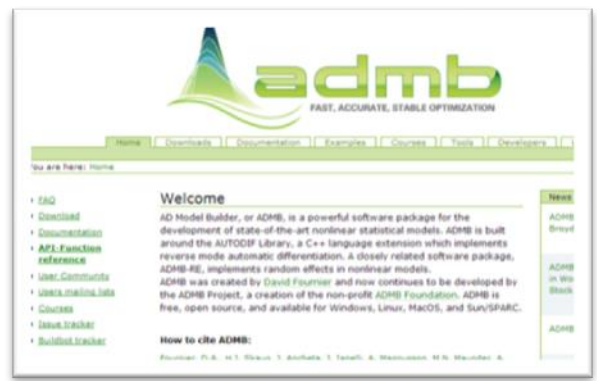 admb
FAST, ACCURATE, STABLE OPTIMIZATION
Home Downloads Documentation Examples Courses Tools Developers
You are here: Home
FAQ
Download
Documentation
API-Function
reference
User Community
Users mailing lists
Courses
Issue tracker
Buildbot tracker
Welcome
AD Model Builder, or ADMB, is a powerful software package for the
development of state-of-the-art nonlinear statistical models. ADMB is built
around the AUTODIF Library, a C++ language extension which implements
reverse mode automatic differentiation. A closely related software package,
ADMB-RE, implements random effects in nonlinear models.
ADMB was created by David Fournier and now continues to be developed by
the ADMB Project, a creation of the non-profit ADMB Foundation. ADMB is
free, open source, and available for Windows, Linux, MacOS, and Sun/SPARC.
How to cite ADMB:
News
ADMB
ADMB
in Wo
Stock
ADMB